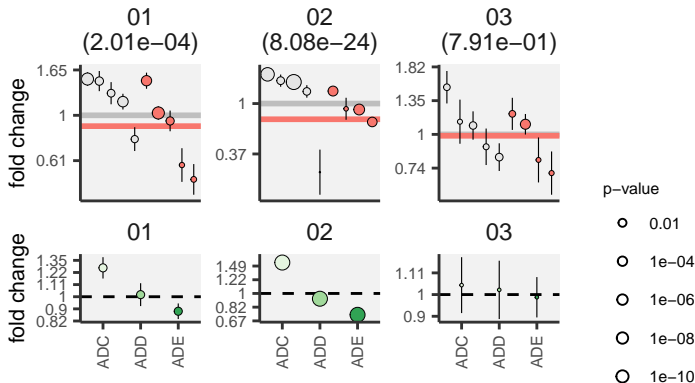 01
(2.01e−04)
02
(8.08e−24)
03
(7.91e−01)
fold change
1.65
1
0.61
1
0.37
1.82
1.35
1
0.74
p−value
0.01
1e−04
1e−06
1e−08
1e−10
01
02
03
fold change
1.35
1.22
1.11
1
0.9
0.82
1.49
1.22
1
0.82
0.67
1.11
1
0.9
ADC
ADD
ADE
ADC
ADD
ADE
ADC
ADD
ADE